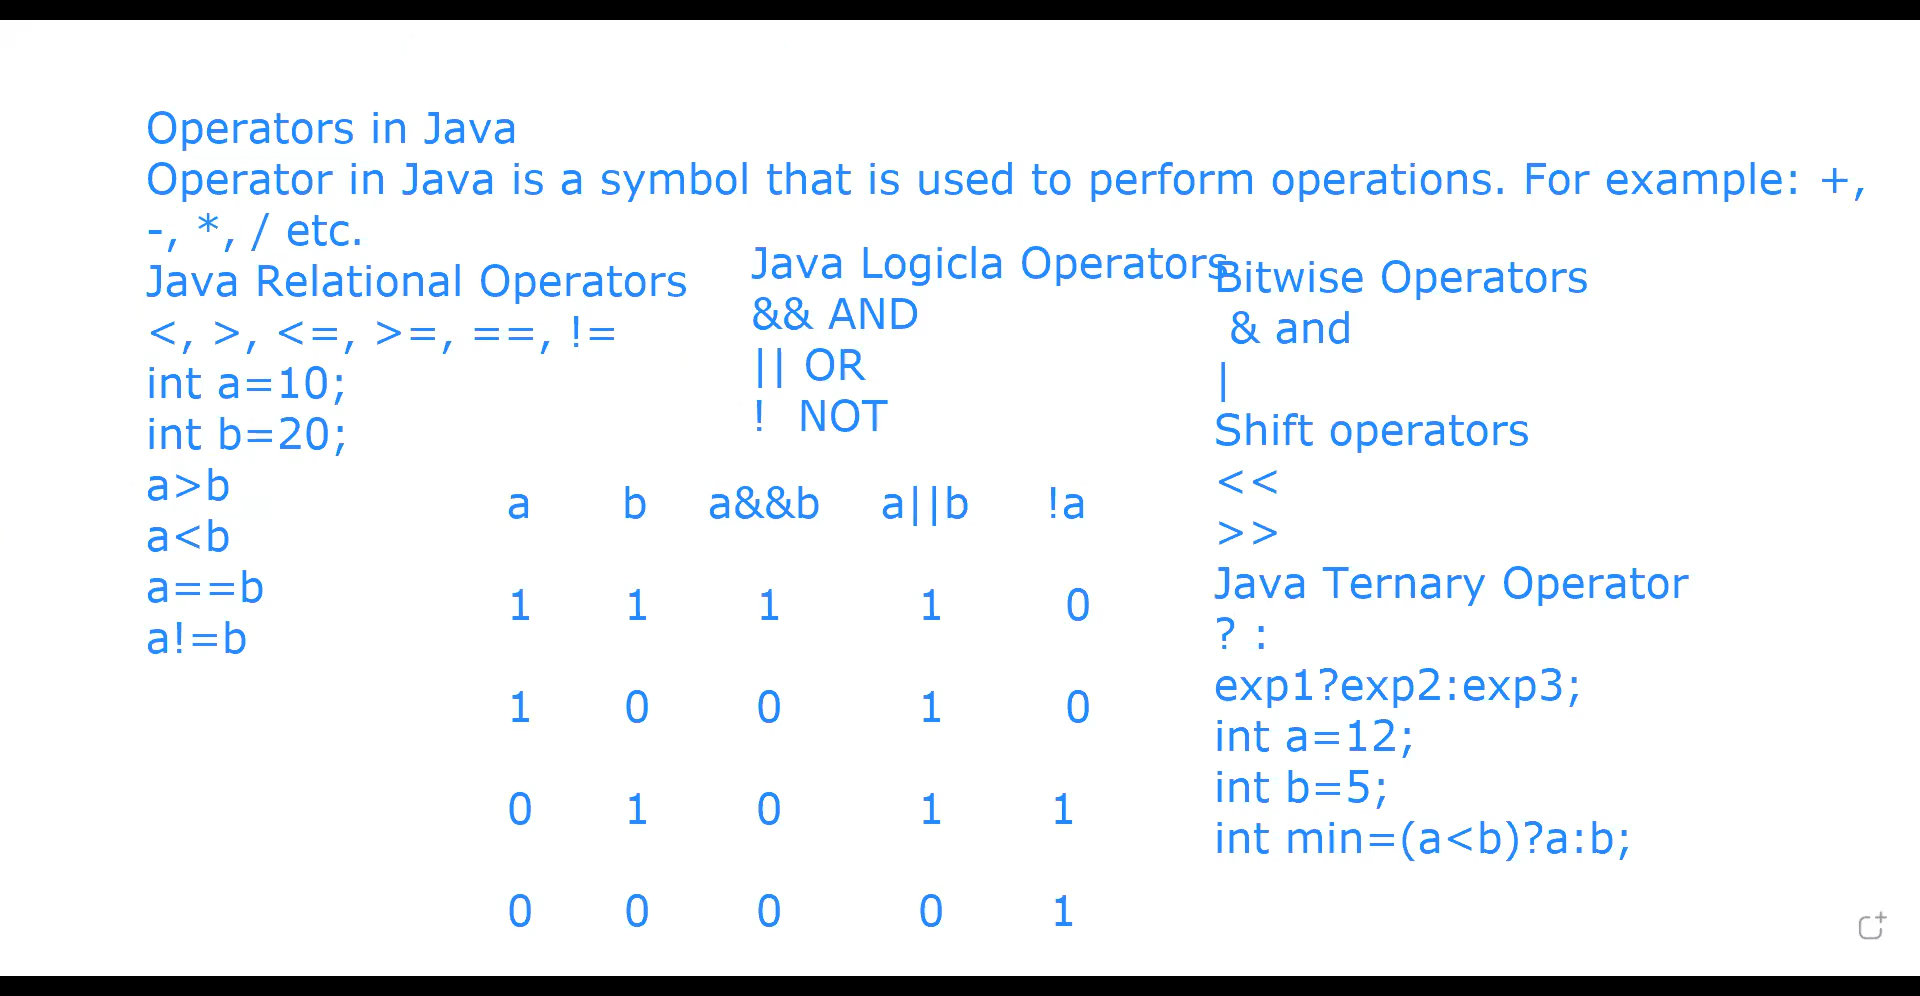 Operators in Java
Operator in Java is a symbol that is used to perform operations. For example: +,
-, *, / etc.
Java Relational Operators
<, >, <=, >=, ==, !=
int a=10;
int b=20;
a>b
a<b
a==b
a!=b
Java Logicla Operators
&& AND
|| OR
! NOT
a b a&&b a||b !a
1 1 1 1 0
1 0 0 1 0
0 1 0 1 1
0 0 0 0 1
Bitwise Operators
& and
|
Shift operators
<<
>>
Java Ternary Operator
? :
exp1?exp2:exp3;
int a=12;
int b=5;
int min=(a<b)?a:b;